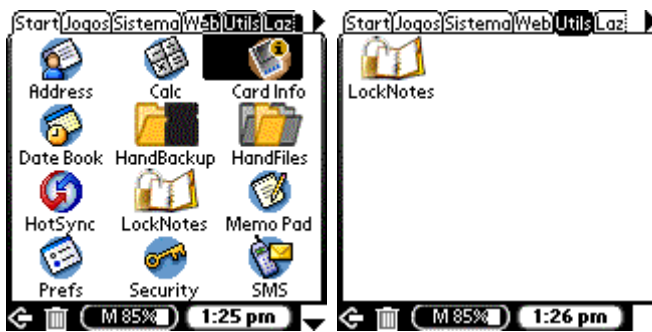 Start Jogos Sistema Web Utils Laz
Address Calc Card Info
Date Book HandBackup HandFiles
HotSync LockNotes Memo Pad
Prefs Security SMS
M 85% 1:25 pm
Start Jogos Sistema Web Utils Laz
LockNotes
M 85% 1:26 pm